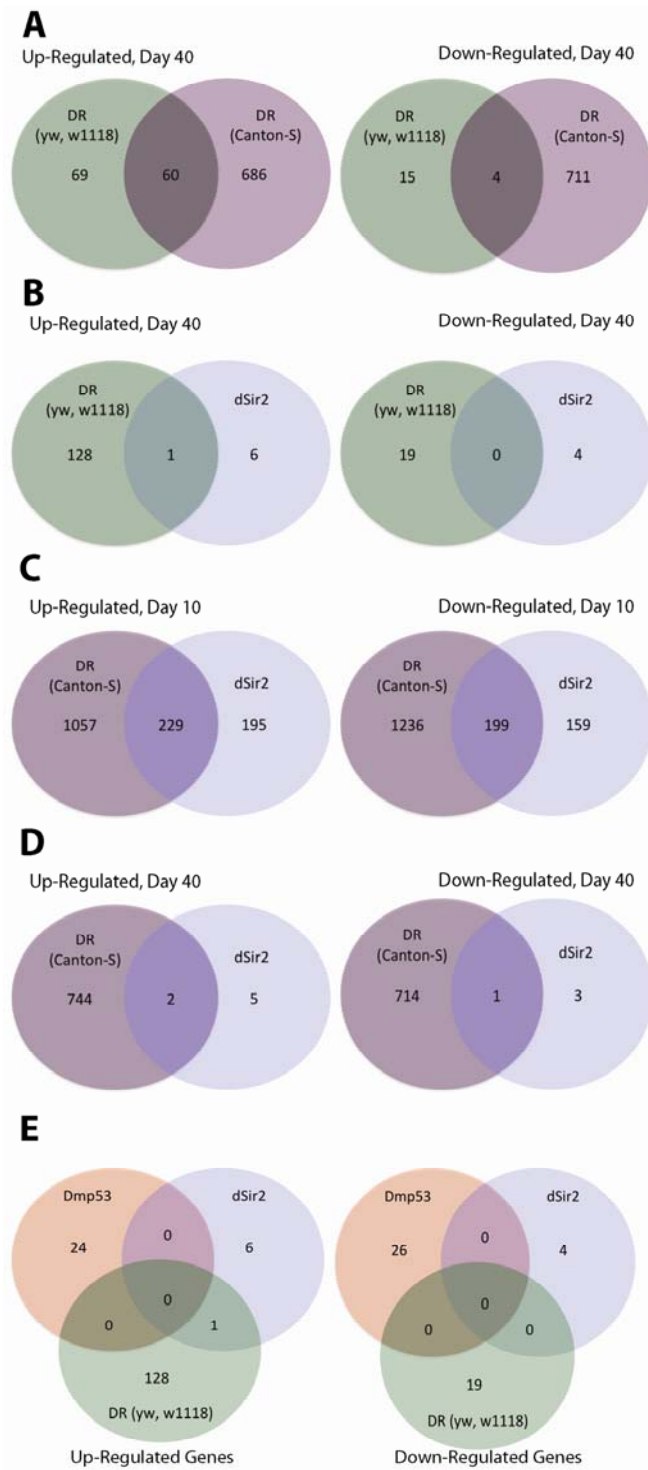 A
Up-Regulated, Day 40
Down-Regulated, Day 40
DR
(yw, w1118)
DR
(Canton-S)
69
60
686
DR
(yw, w1118)
DR
(Canton-S)
15
4
711
B
Up-Regulated, Day 40
Down-Regulated, Day 40
DR
(yw, w1118)
dSir2
128
1
6
DR
(yw, w1118)
dSir2
19
0
4
C
Up-Regulated, Day 10
Down-Regulated, Day 10
DR
(Canton-S)
dSir2
1057
229
195
DR
(Canton-S)
dSir2
1236
199
159
D
Up-Regulated, Day 40
Down-Regulated, Day 40
DR
(Canton-S)
dSir2
744
2
5
DR
(Canton-S)
dSir2
714
1
3
E
Dmp53
dSir2
24
0
6
0
0
1
128
DR (yw, w1118)
Up-Regulated Genes
Dmp53
dSir2
26
0
4
0
0
0
19
DR (yw, w1118)
Down-Regulated Genes